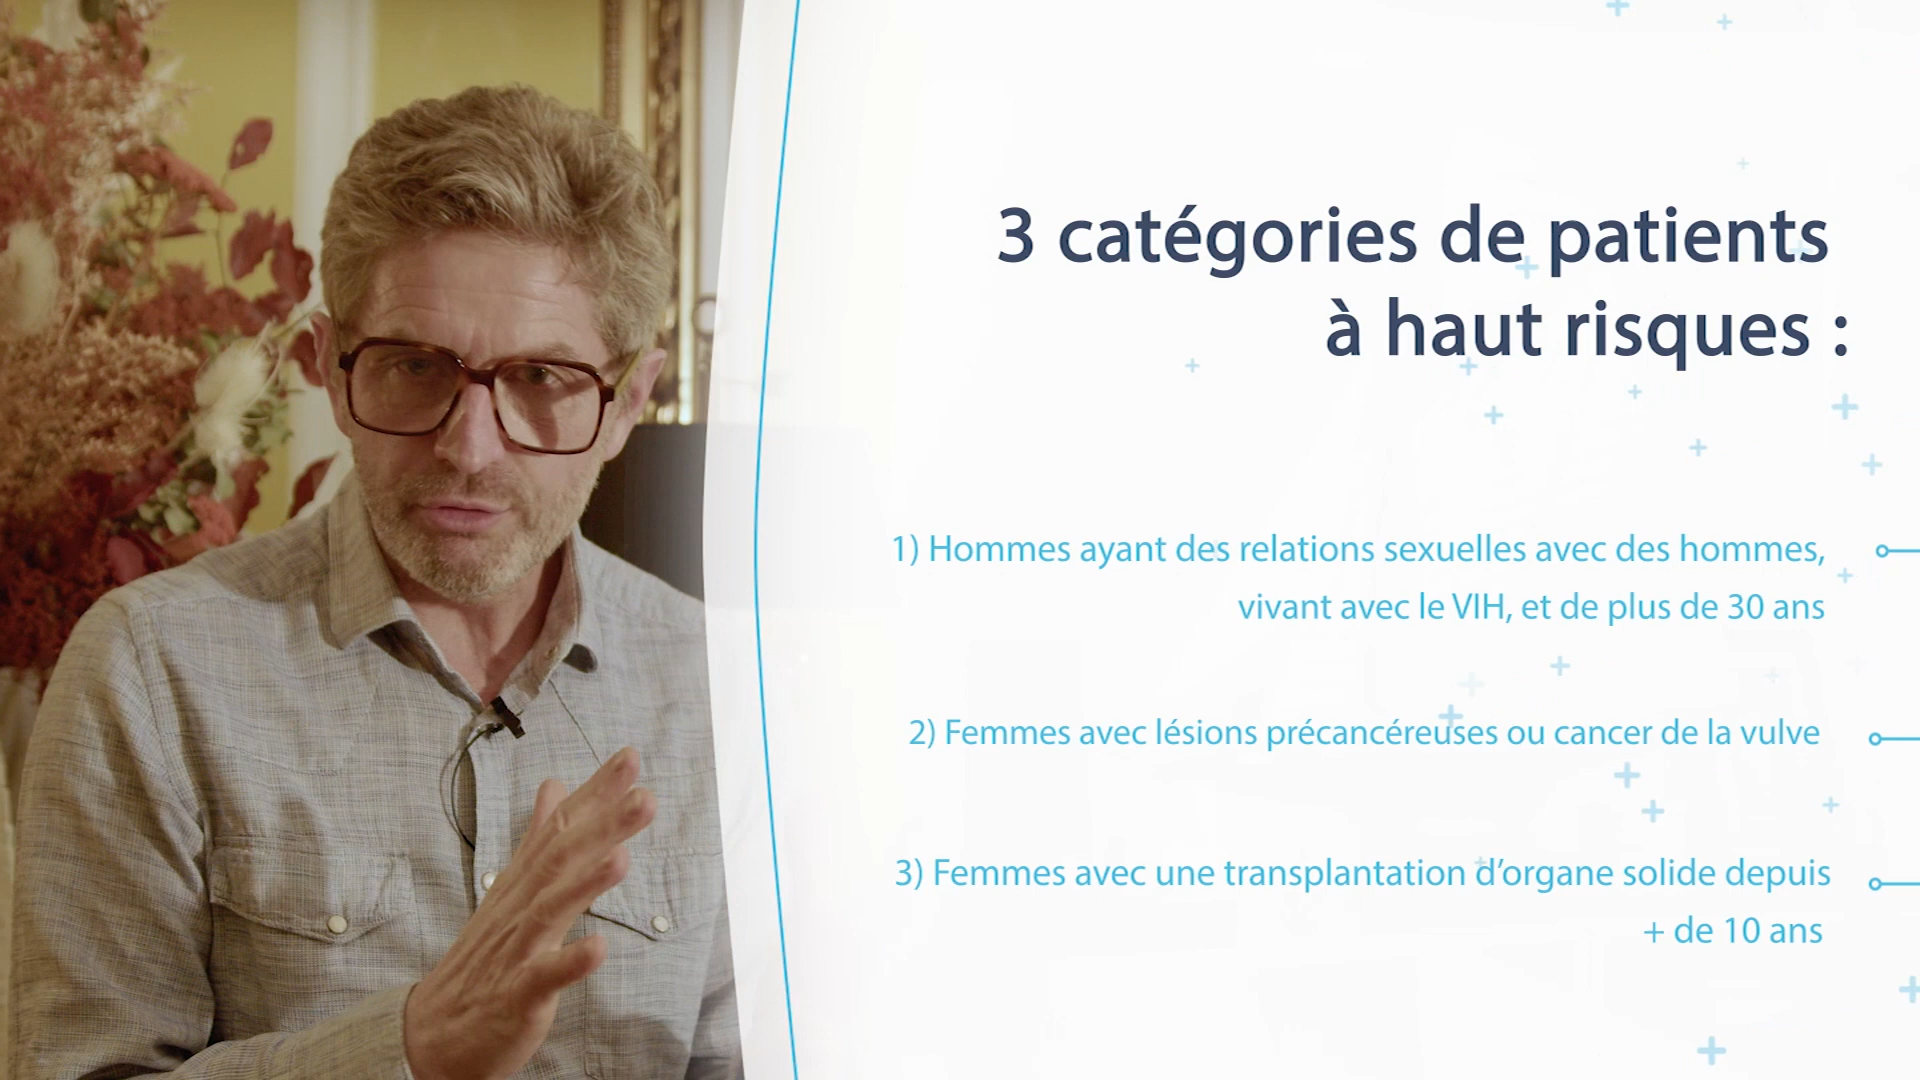 3 catégories de patients
à haut risques :
1) Hommes ayant des relations sexuelles avec des hommes,
vivant avec le VIH, et de plus de 30 ans
2) Femmes avec lésions précancéreuses ou cancer de la vulve
3) Femmes avec une transplantation d’organe solide depuis
+ de 10 ans